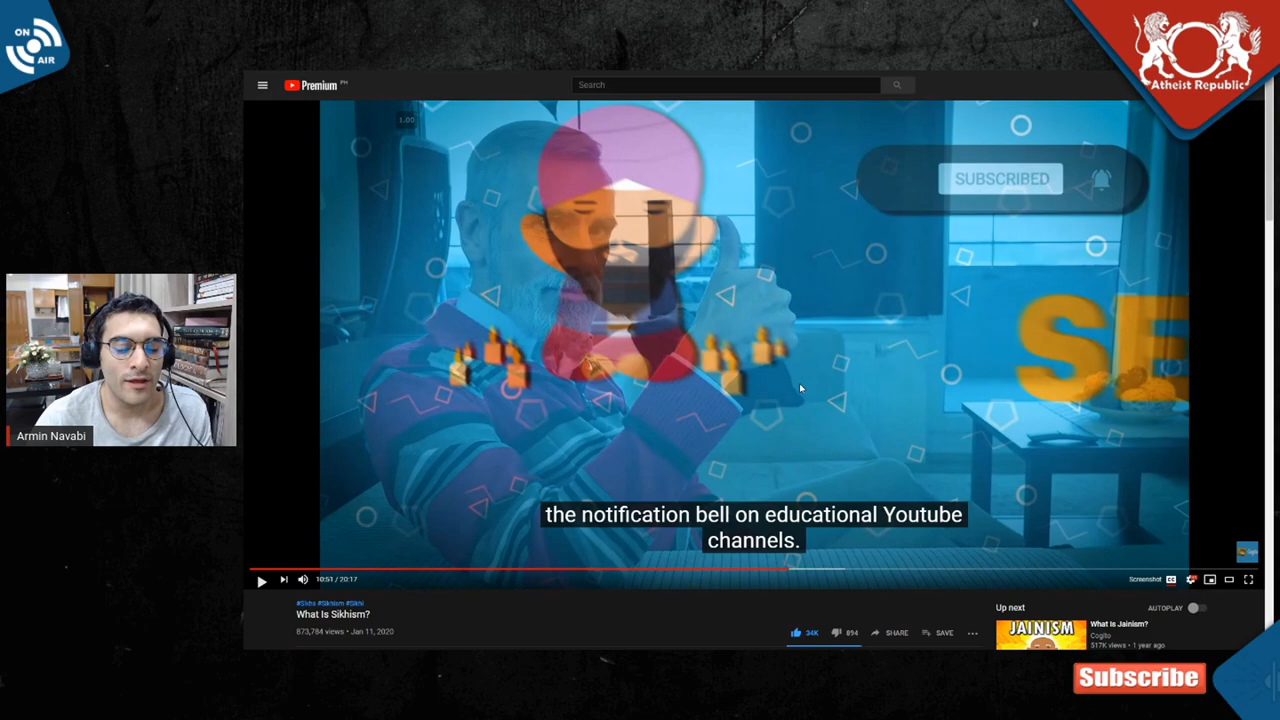 ON
AIR
Premium PH
Search
Atheist Republic
1.00
SUBSCRIBED
SE
Armin Navabi
the notification bell on educational Youtube
channels.
10:51 / 20:17
Screenshot
#Sikhs #Sikhism #Sikhi
What Is Sikhism?
873,784 views • Jan 11, 2020
34K
894
SHARE
SAVE
Up next
AUTOPLAY
JAINISM
What Is Jainism?
Cogito
517K views • 1 year ago
Subscribe